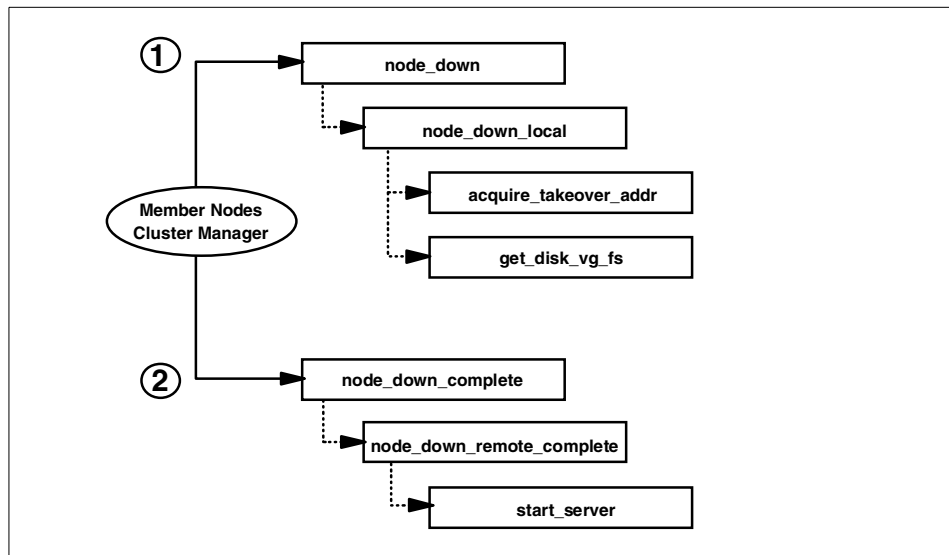 1
node_down
node_down_local
acquire_takeover_addr
get_disk_vg_fs
Member Nodes
Cluster Manager
2
node_down_complete
node_down_remote_complete
start_server